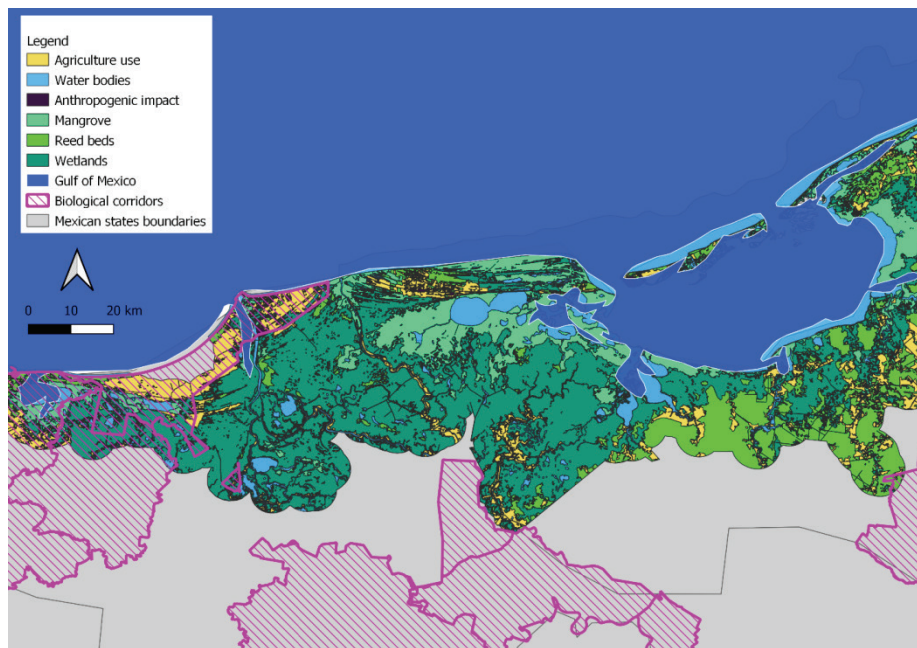 Legend
Agriculture use
Water bodies
Anthropogenic impact
Mangrove
Reed beds
Wetlands
Gulf of Mexico
Biological corridors
Mexican states boundaries
0 10 20 km